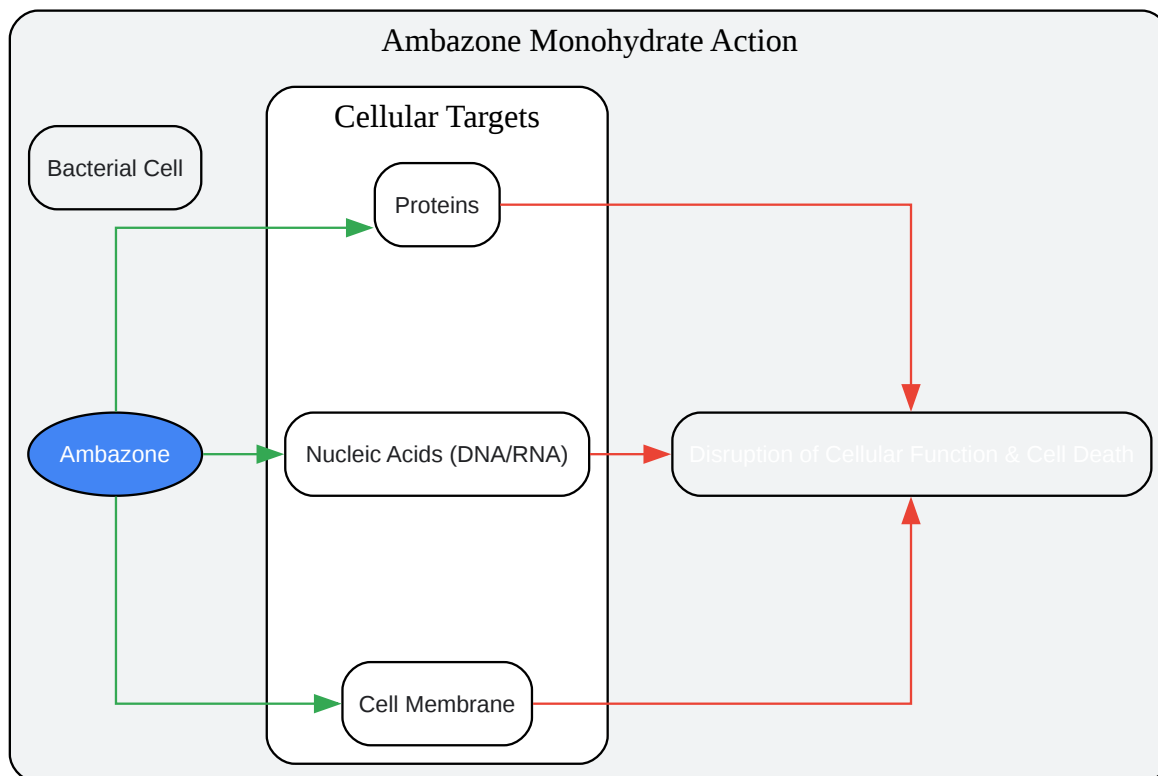 Ambazone Monohydrate Action
Cellular Targets
Bacterial Cell
Proteins
Ambazone
Nucleic Acids (DNA/RNA)
Disruption of Cellular Function & Cell Death
Cell Membrane